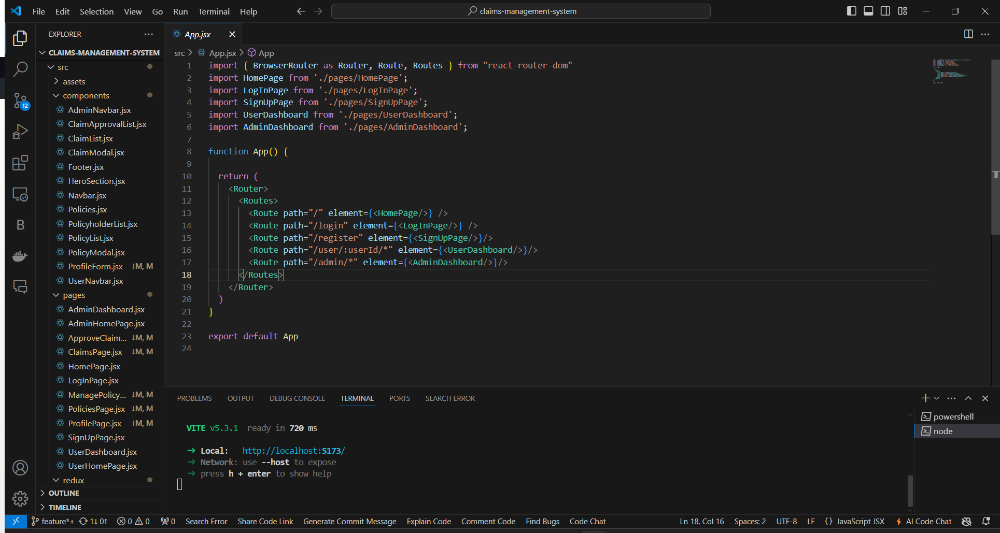 File Edit Selection View Go Run Terminal Help
claims-management-system
EXPLORER
CLAIMS-MANAGEMENT-SYSTEM
src
assets
components
AdminNavbar.jsx
ClaimApprovalList.jsx
ClaimList.jsx
ClaimModal.jsx
Footer.jsx
HeroSection.jsx
Navbar.jsx
Policies.jsx
PolicyholderList.jsx
PolicyList.jsx
PolicyModal.jsx
ProfileForm.jsx ↓M, M
UserNavbar.jsx
pages
AdminDashboard.jsx
AdminHomePage.jsx
ApproveClaim... ↓M, M
ClaimsPage.jsx ↓M, M
HomePage.jsx
LogInPage.jsx
ManagePolicy... ↓M, M
PoliciesPage.jsx ↓M, M
ProfilePage.jsx ↓M, M
SignUpPage.jsx
UserDashboard.jsx
UserHomePage.jsx
redux
OUTLINE
TIMELINE
12
B
App.jsx
src > App.jsx > App
1 import { BrowserRouter as Router, Route, Routes } from "react-router-dom"
2 import HomePage from './pages/HomePage';
3 import LogInPage from './pages/LogInPage';
4 import SignUpPage from './pages/SignUpPage';
5 import UserDashboard from './pages/UserDashboard';
6 import AdminDashboard from './pages/AdminDashboard';
7
8 function App() {
9
10 return (
11 <Router>
12 <Routes>
13 <Route path="/" element={<HomePage/>} />
14 <Route path="/login" element={<LogInPage/>} />
15 <Route path="/register" element={<SignUpPage/>}/>
16 <Route path="/user/:userId/*" element={<UserDashboard/>}/>
17 <Route path="/admin/*" element={<AdminDashboard/>}/>
18 </Routes>
19 </Router>
20 )
21 }
22
23 export default App
24
PROBLEMS OUTPUT DEBUG CONSOLE TERMINAL PORTS SEARCH ERROR
VITE v5.3.1 ready in 720 ms
➜ Local: http://localhost:5173/
➜ Network: use --host to expose
➜ press h + enter to show help
powershell
node
feature*+ 1↓ 0↑ 0 0 0 Search Error Share Code Link Generate Commit Message Explain Code Comment Code Find Bugs Code Chat Ln 18, Col 16 Spaces: 2 UTF-8 LF {} JavaScript JSX AI Code Chat